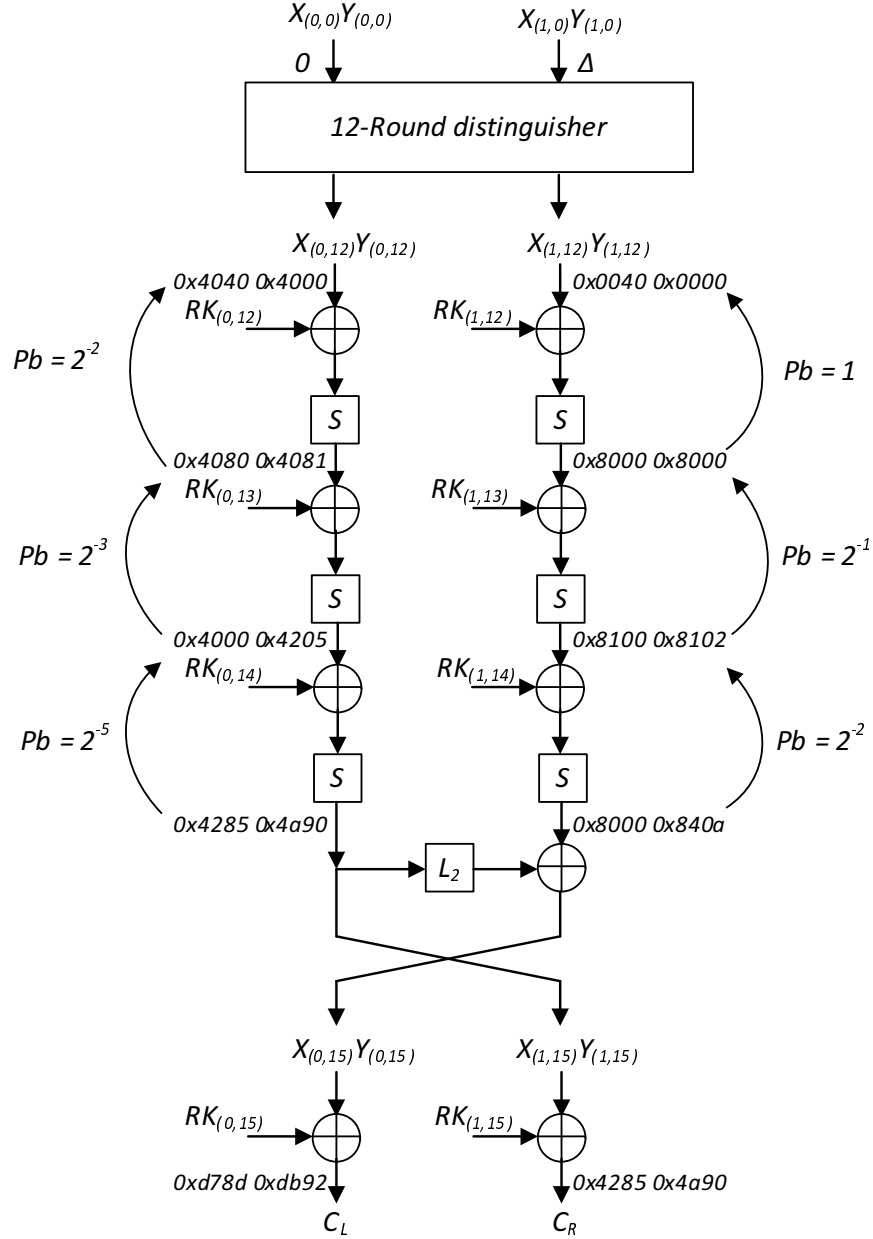 X(0,0)Y(0,0) X(1,0)Y(1,0)
0 Δ
12-Round distinguisher
X(0,12)Y(0,12) X(1,12)Y(1,12)
0x4040 0x4000 0x0040 0x0000
RK(0,12) RK(1,12)
Pb = 2^-2 Pb = 1
S S
0x4080 0x4081 0x8000 0x8000
RK(0,13) RK(1,13)
Pb = 2^-3 Pb = 2^-1
S S
0x4000 0x4205 0x8100 0x8102
RK(0,14) RK(1,14)
Pb = 2^-5 Pb = 2^-2
S S
0x4285 0x4a90 0x8000 0x840a
L2
X(0,15)Y(0,15) X(1,15)Y(1,15)
RK(0,15) RK(1,15)
0xd78d 0xdb92 0x4285 0x4a90
CL CR